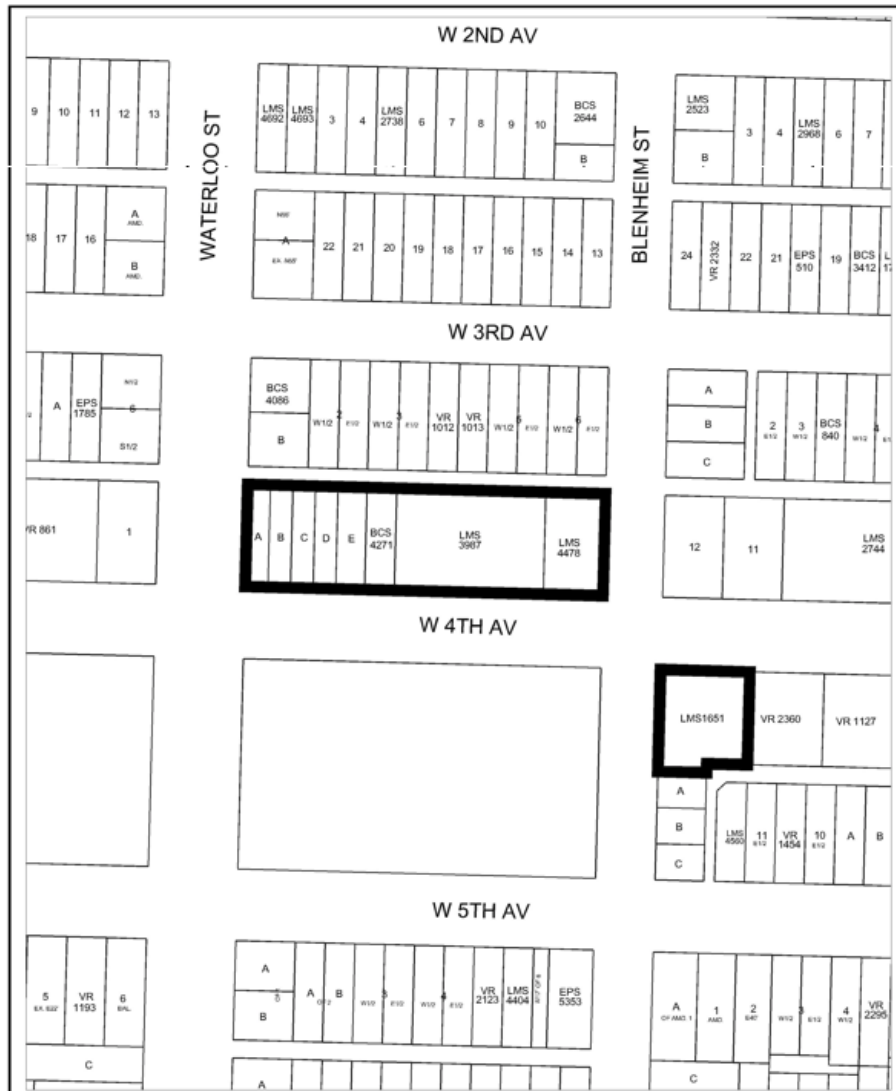 W 2ND AV
WATERLOO ST
BLENHEIM ST
9 10 11 12 13
LMS
4692
LMS
4693
3 4
LMS
2738
6 7 8 9 10
BCS
2644
B
LMS
2523
B
3 4
LMS
2968
6 7
18 17 16
A
AMD.
B
AMD.
A
22 21 20 19 18 17 16 15 14 13
24
VR 2332
22 21
EPS
510
19
BCS
3412
W 3RD AV
A
EPS
1785
N1/2
6
S1/2
BCS
4086
B
W1/2 2 E1/2
W1/2 3 E1/2
VR
1012
VR
1013
W1/2 5 E1/2
W1/2 6 E1/2
A
B
C
2
E1/2
3
W1/2
BCS
840
W1/2 4
VR 861
1
A B C D E
BCS
4271
LMS
3987
LMS
4478
12 11
LMS
2744
W 4TH AV
LMS1651
VR 2360
VR 1127
A
B
C
LMS
4560
11
E1/2
VR
1454
10
E1/2
A B
W 5TH AV
5
VR
1193
6
BAL.
C
A
B
A
OF 2
B
W1/2 3 E1/2
W1/2 4 E1/2
VR
2123
LMS
4404
EPS
5353
A
A
OF AMD. 1
1
AMD.
2
E40'
W1/2 3 E1/2
4
W1/2
VR
2295
C